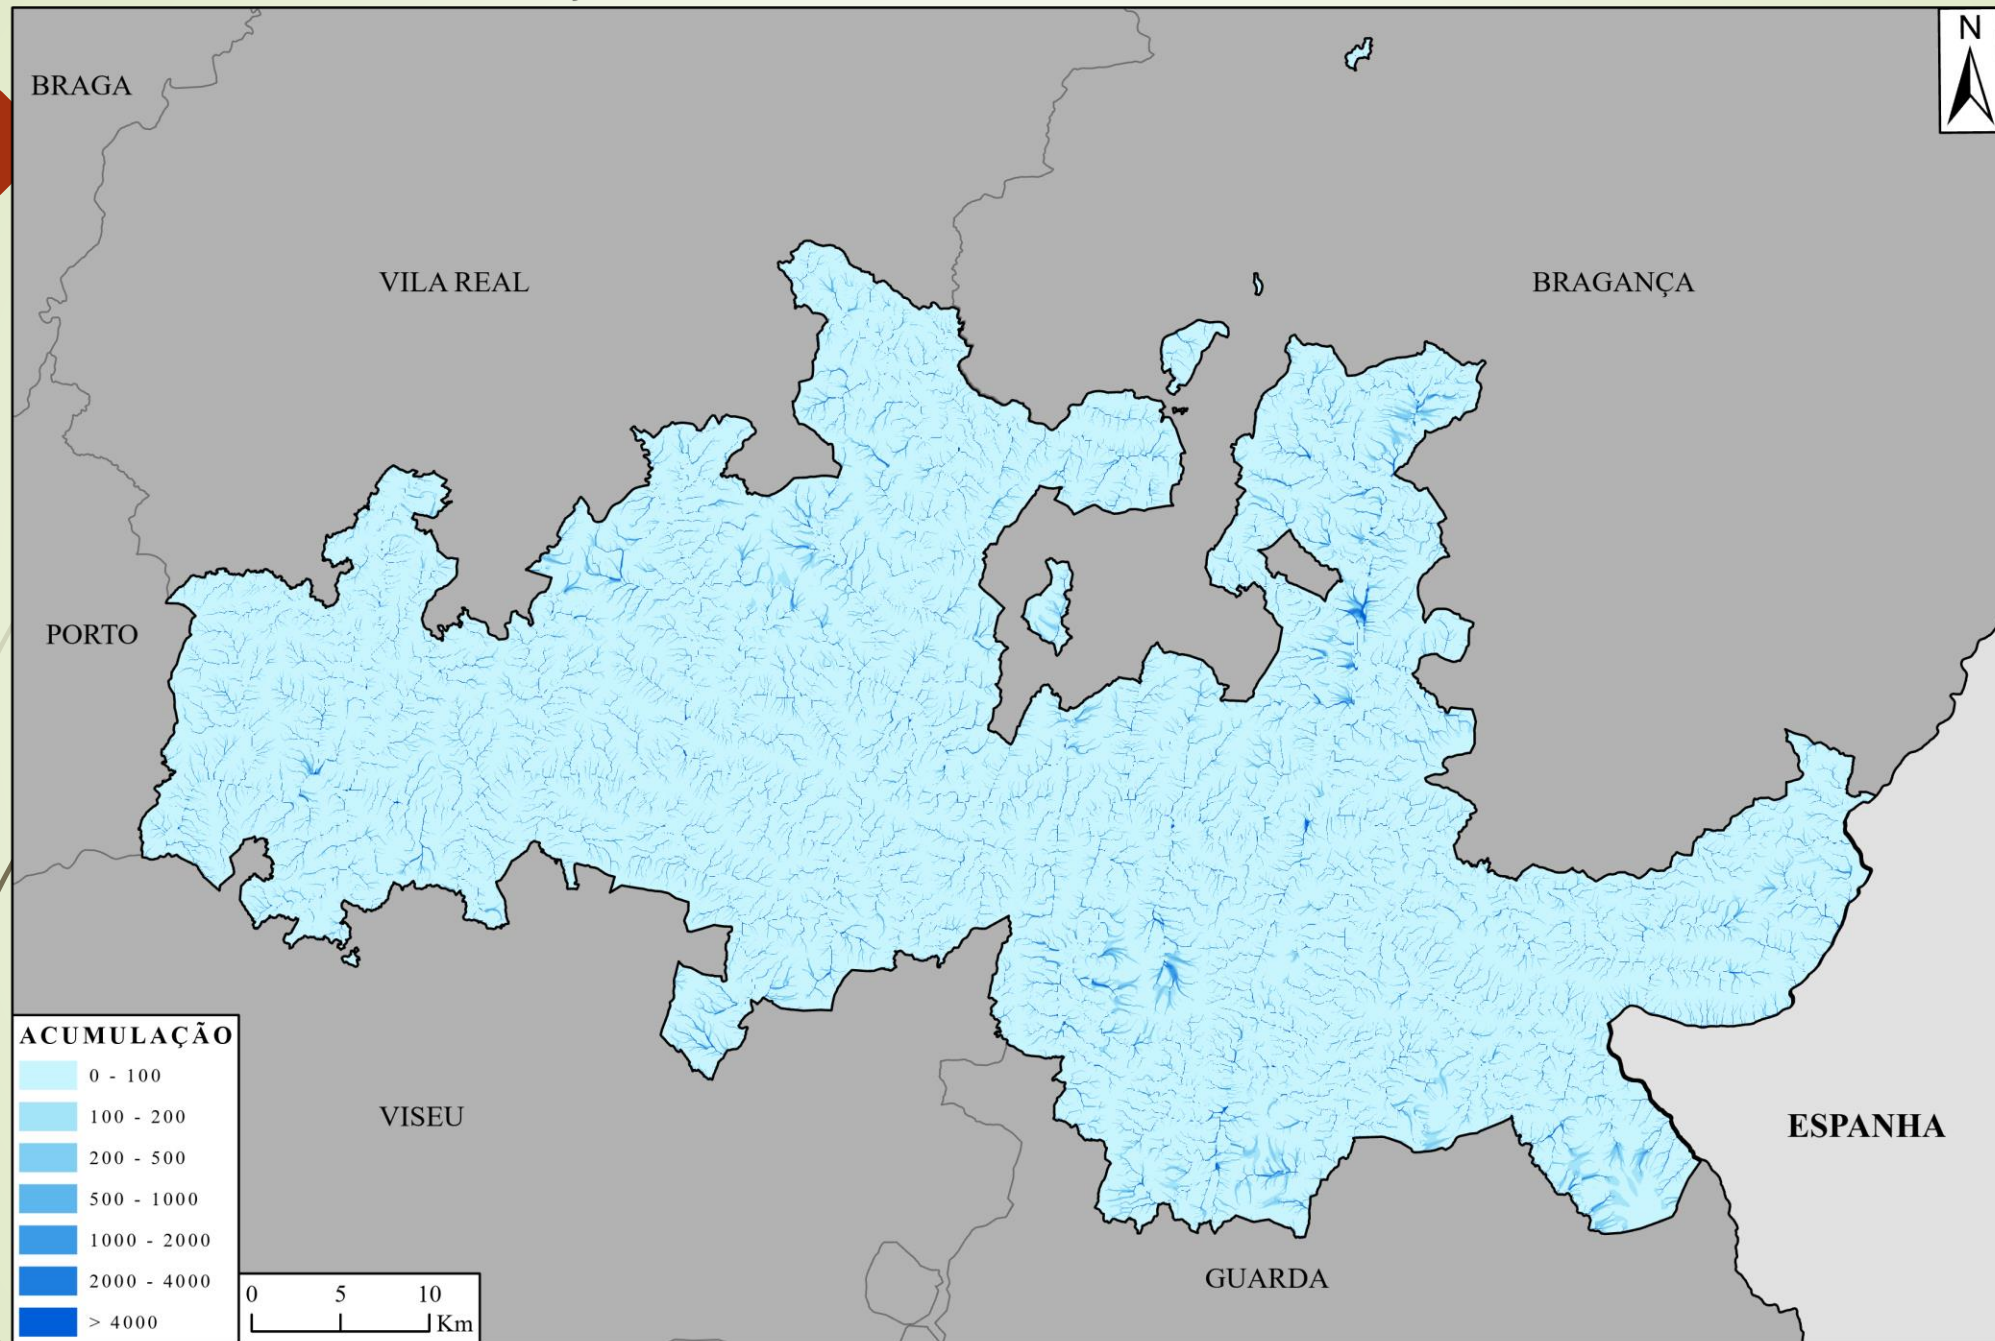 N
BRAGA
VILA REAL
BRAGANÇA
PORTO
VISEU
ESPANHA
GUARDA
ACUMULAÇÃO
0 - 100
100 - 200
200 - 500
500 - 1000
1000 - 2000
2000 - 4000
> 4000
0 5 10
Km